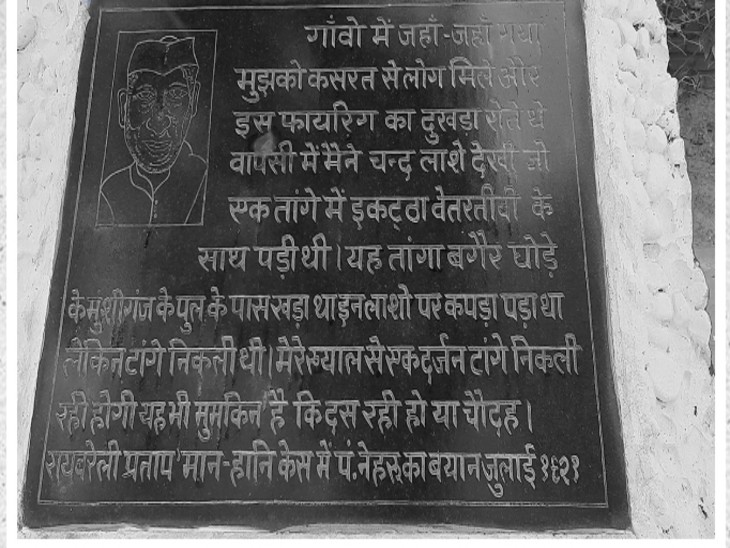 गाँवो में जहाँ-जहाँ गया
मुझको कसरत से लोग मिले और
इस फायरिंग का दुखड़ा रोते थे
वापसी में मैने चन्द लाशे देखी जो
एक तांगे में इकट्ठा वेतरतीवी के
साथ पड़ी थी। यह तांगा बगैर घोड़े
के मुंशीगंज के पुल के पास खड़ा था इन लाशो पर कपड़ा पड़ा था
लेकिन टांगे निकली थी। मेरे ख्याल से एक दर्जन टांगे निकली
रही होगी यह भी मुमकिन है कि दस रही हो या चौदह।
रायबरेली प्रताप मान-हानि केस में पं. नेहरू का बयान जुलाई १९२१